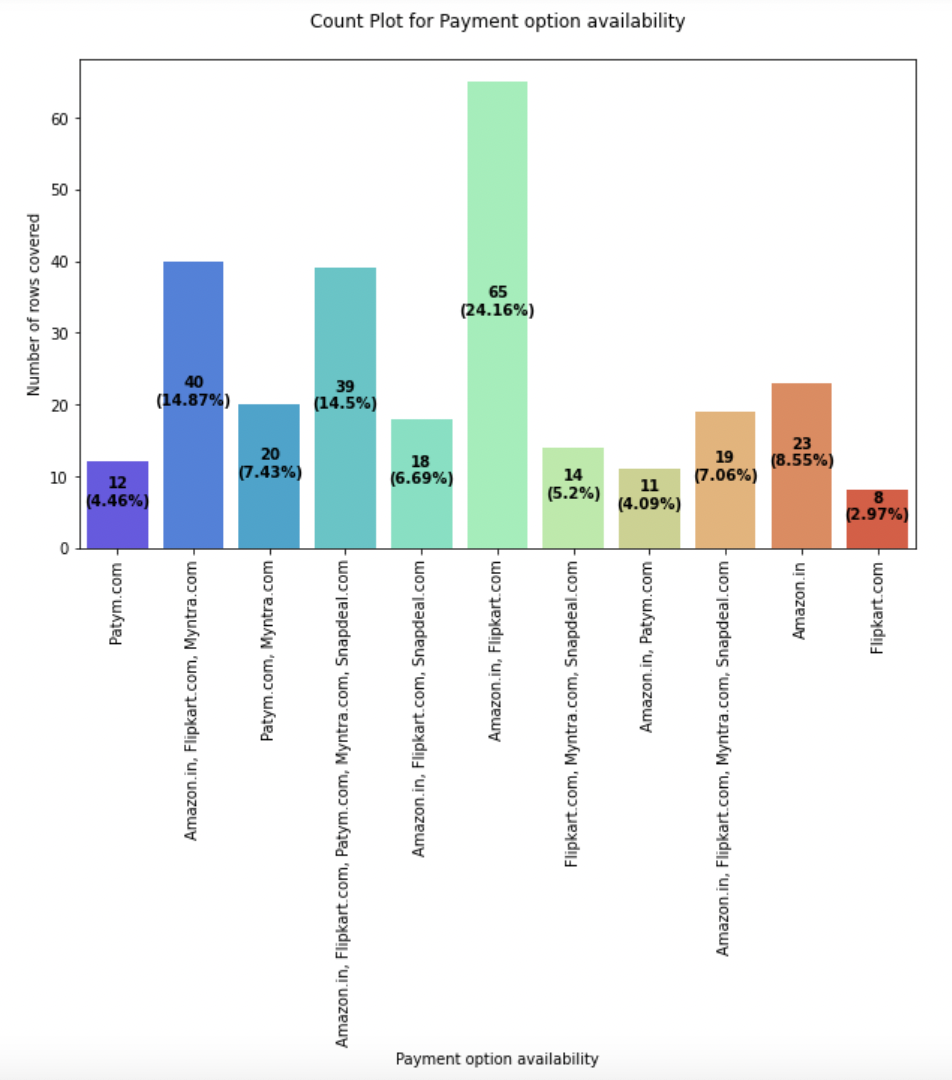 Count Plot for Payment option availability
Number of rows covered
60
50
40
30
20
10
0
12
(4.46%)
40
(14.87%)
20
(7.43%)
39
(14.5%)
18
(6.69%)
65
(24.16%)
14
(5.2%)
11
(4.09%)
19
(7.06%)
23
(8.55%)
8
(2.97%)
Patym.com
Amazon.in, Flipkart.com, Myntra.com
Patym.com, Myntra.com
Amazon.in, Flipkart.com, Patym.com, Myntra.com, Snapdeal.com
Amazon.in, Flipkart.com, Snapdeal.com
Amazon.in, Flipkart.com
Flipkart.com, Myntra.com, Snapdeal.com
Amazon.in, Patym.com
Amazon.in, Flipkart.com, Myntra.com, Snapdeal.com
Amazon.in
Flipkart.com
Payment option availability